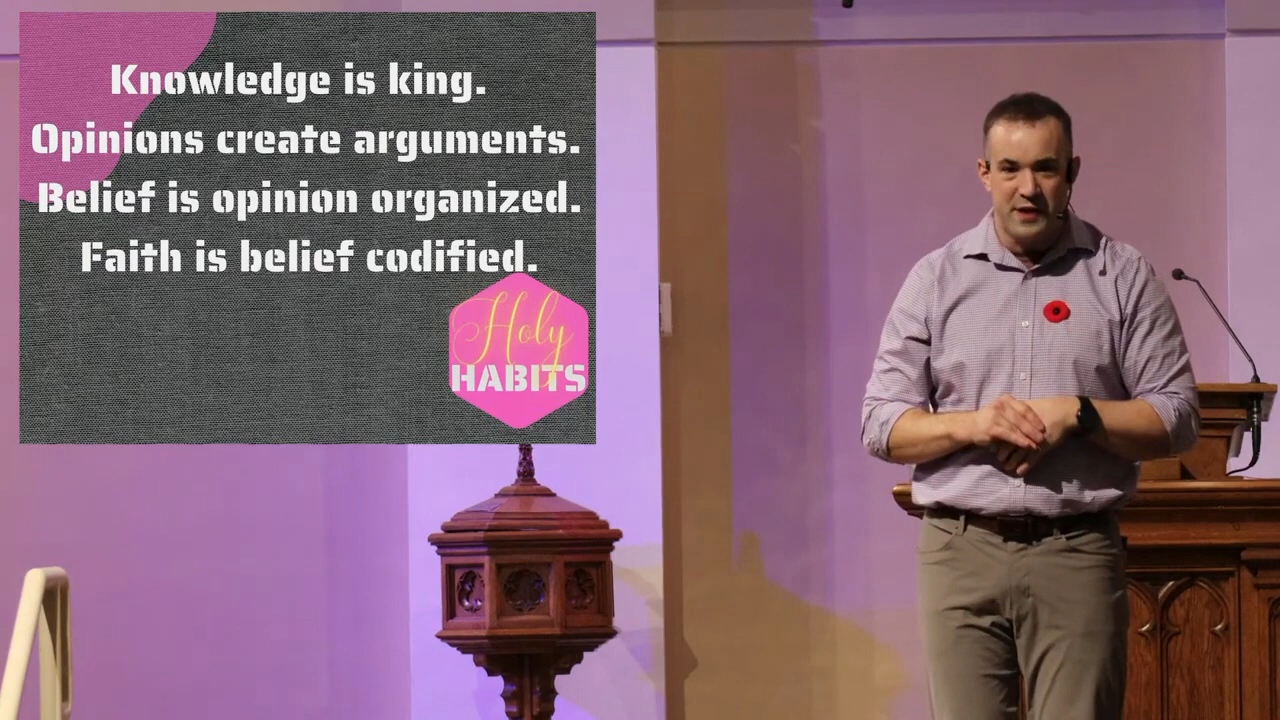 Knowledge is king.
Opinions create arguments.
Belief is opinion organized.
Faith is belief codified.
Holy
HABITS